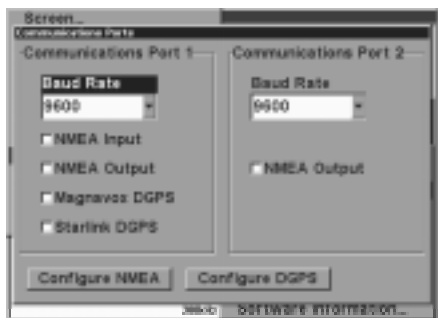 Screen...
Communications Ports
Communications Port 1
Baud Rate
9600
NMEA Input
NMEA Output
Magnavox DGPS
Starlink DGPS
Communications Port 2
Baud Rate
9600
NMEA Output
Configure NMEA
Configure DGPS
Software Information...